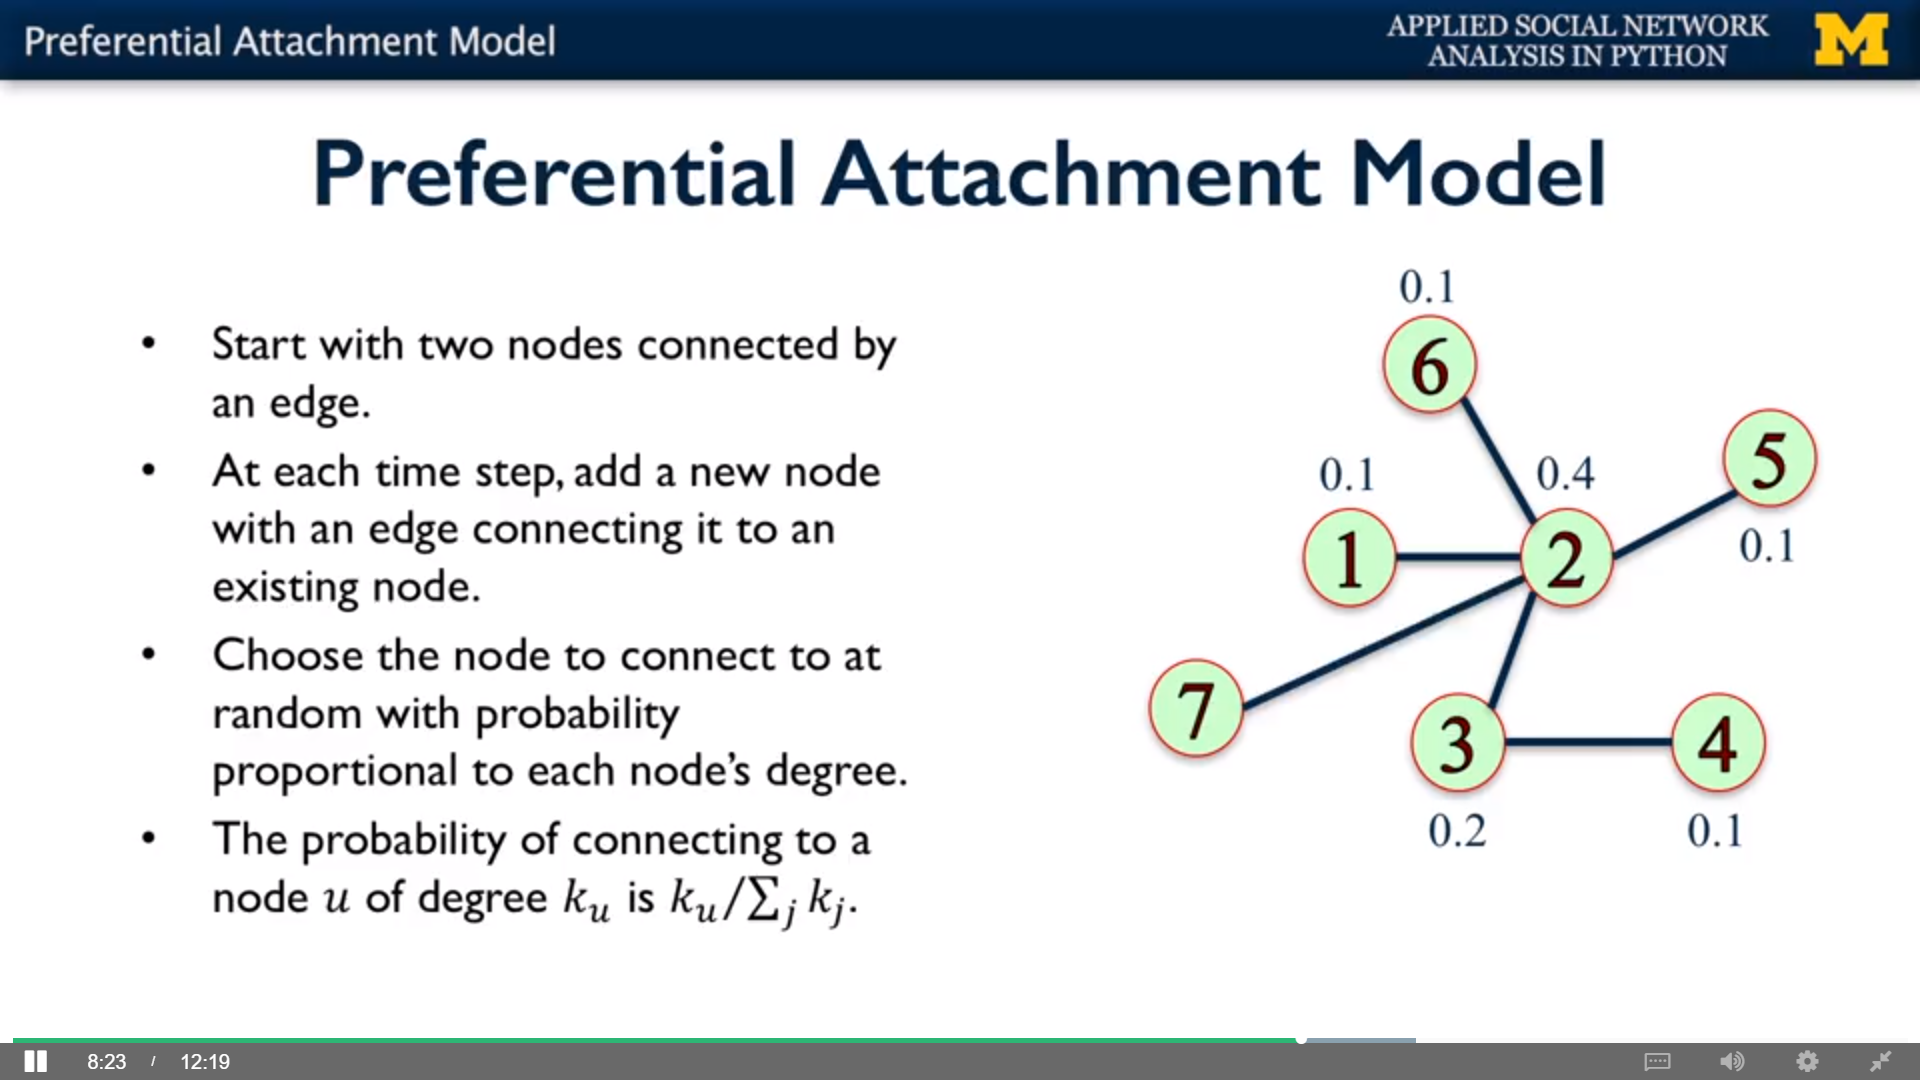 Preferential Attachment Model
APPLIED SOCIAL NETWORK
ANALYSIS IN PYTHON
M
Preferential Attachment Model
• Start with two nodes connected by
an edge.
• At each time step, add a new node
with an edge connecting it to an
existing node.
• Choose the node to connect to at
random with probability
proportional to each node’s degree.
• The probability of connecting to a
node u of degree kᵤ is kᵤ/∑ⱼ kⱼ.
0.1
6
5
0.1
0.1
0.4
1
2
7
3
4
0.2
0.1
8:23 / 12:19